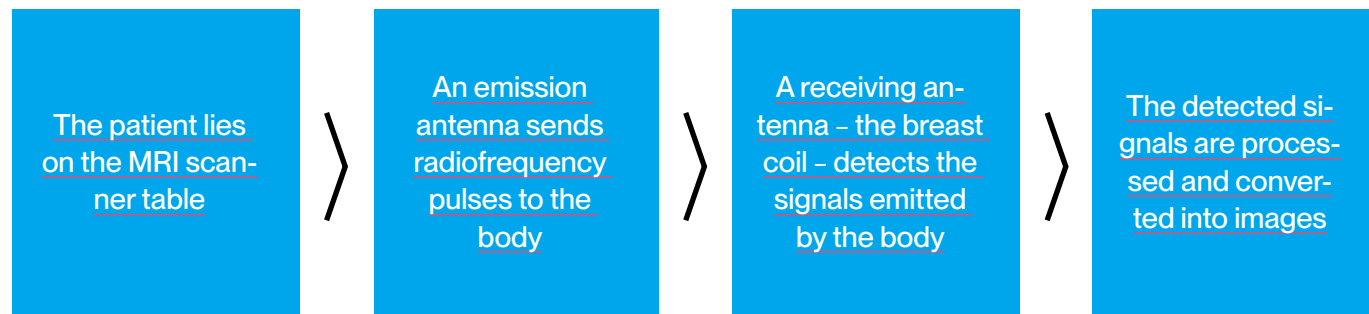 The patient lies
on the MRI scan-
ner table
An emission
antenna sends
radiofrequency
pulses to the
body
A receiving an-
tenna – the breast
coil – detects the
signals emitted
by the body
The detected si-
gnals are proces-
sed and conver-
ted into images